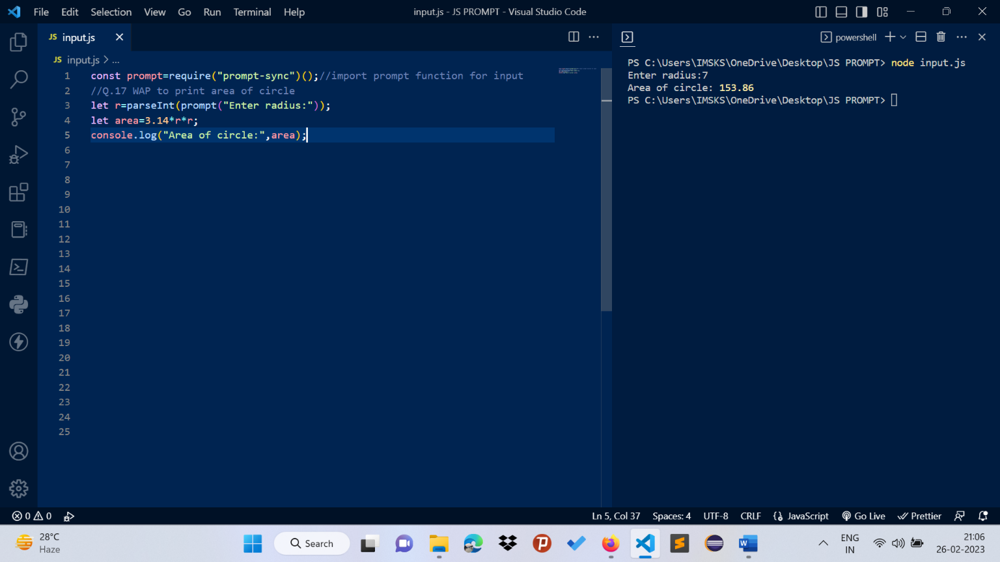 File Edit Selection View Go Run Terminal Help
input.js - JS PROMPT - Visual Studio Code
JS input.js
powershell
JS input.js > ...
1 const prompt=require("prompt-sync")();//import prompt function for input
2 //Q.17 WAP to print area of circle
3 let r=parseInt(prompt("Enter radius:"));
4 let area=3.14*r*r;
5 console.log("Area of circle:",area);
6
7
8
9
10
11
12
13
14
15
16
17
18
19
20
21
22
23
24
25
PS C:\Users\IMSKS\OneDrive\Desktop\JS PROMPT> node input.js
Enter radius:7
Area of circle: 153.86
PS C:\Users\IMSKS\OneDrive\Desktop\JS PROMPT>
0 0
Ln 5, Col 37 Spaces: 4 UTF-8 CRLF {} JavaScript Go Live Prettier
28°C
Haze
Search
ENG
IN
21:06
26-02-2023